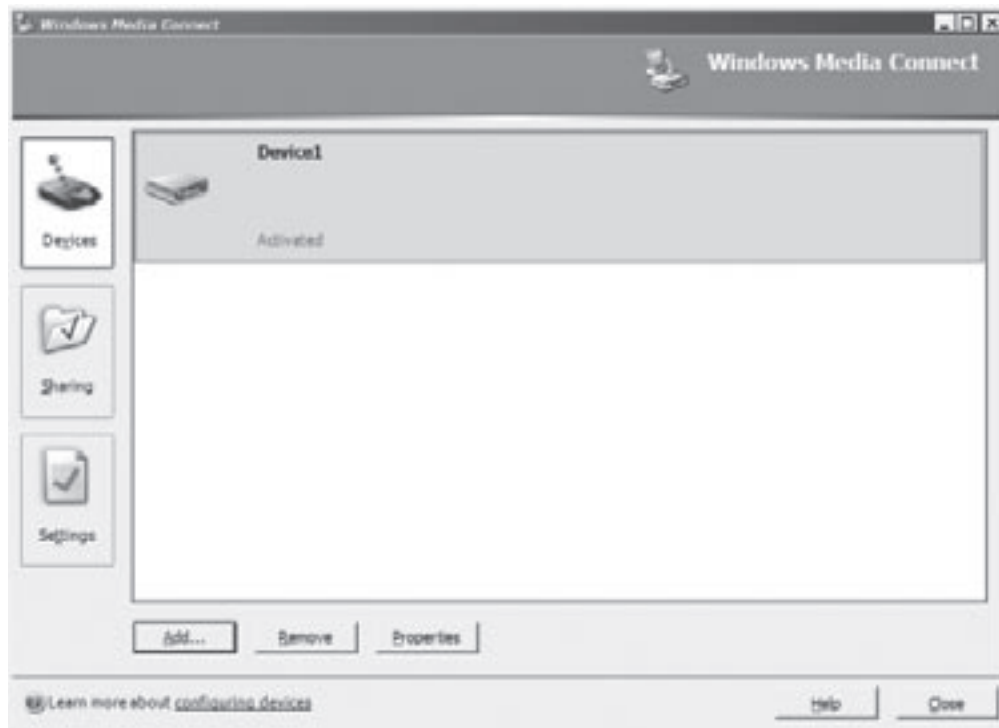 Windows Media Connect
Windows Media Connect
Device1
Activated
Devices
Sharing
Settings
Add...
Remove
Properties
Learn more about configuring devices
Help
Close